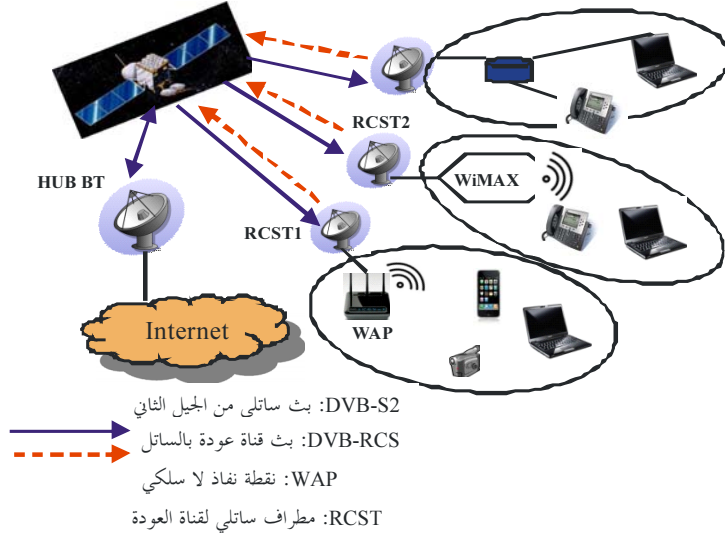 RCST2
HUB BT
WiMAX
RCST1
Internet
WAP
DVB-S2: بث ساتلى من الجيل الثاني
DVB-RCS: بث قناة عودة بالساتل
WAP: نقطة نفاذ لا سلكي
RCST: مطراف ساتلي لقناة العودة